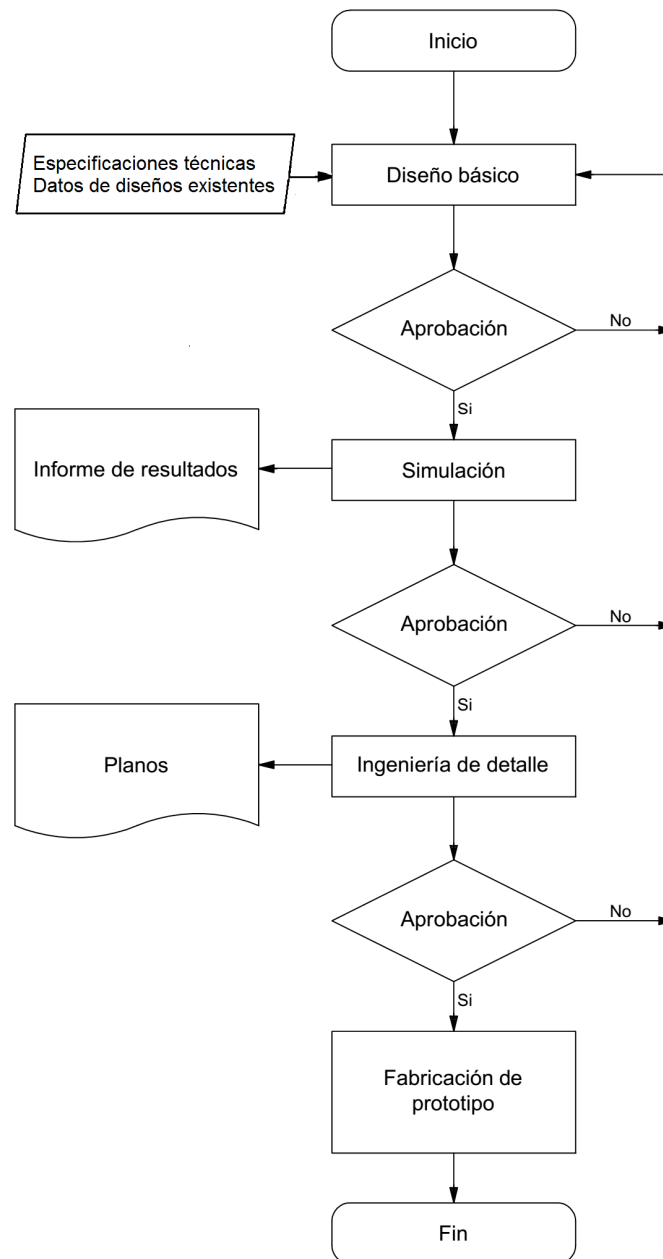 Inicio
Especificaciones técnicas
Datos de diseños existentes
Diseño básico
Aprobación
No
Si
Informe de resultados
Simulación
Aprobación
No
Si
Planos
Ingeniería de detalle
Aprobación
No
Si
Fabricación de
prototipo
Fin